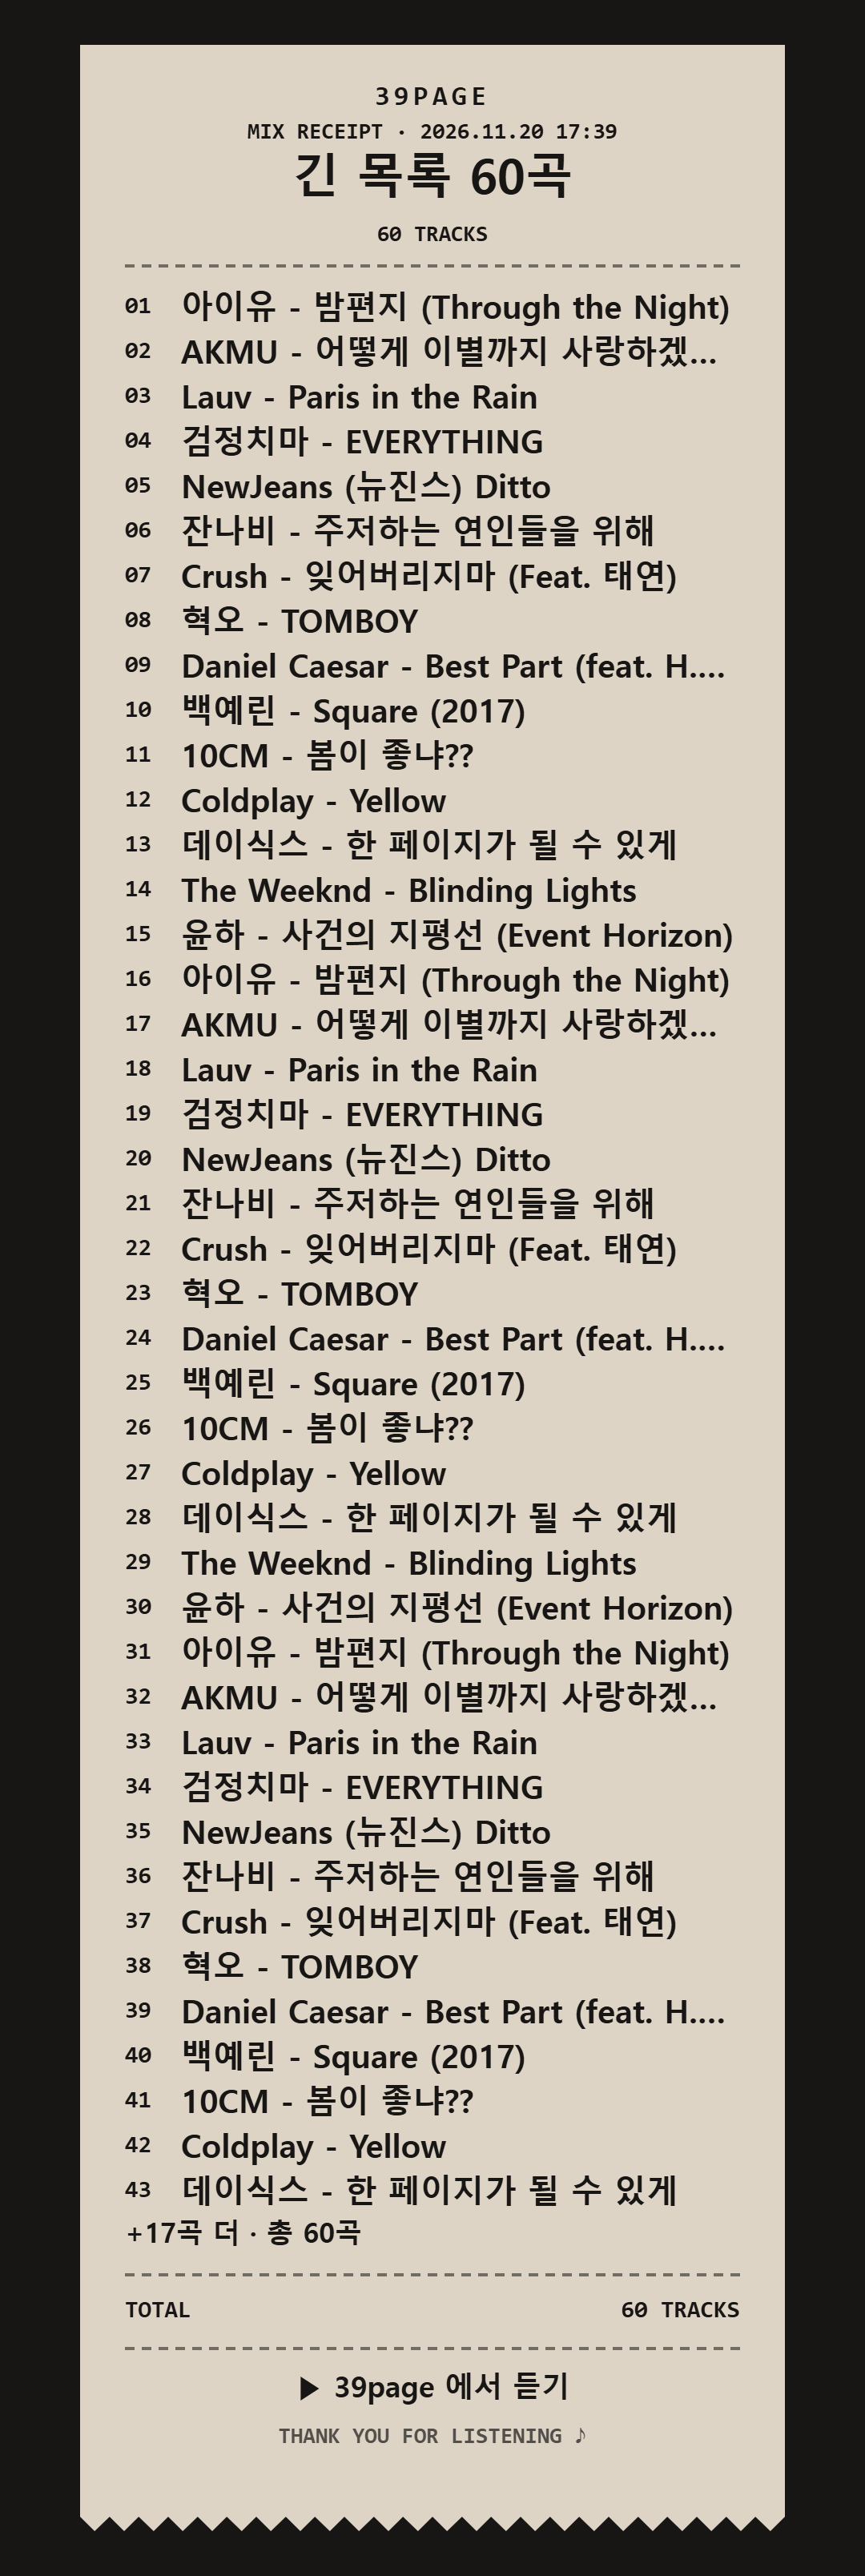 39PAGE
MIX RECEIPT · 2026.11.20 17:39
긴 목록 60곡
60 TRACKS
01 아이유 - 밤편지 (Through the Night)
02 AKMU - 어떻게 이별까지 사랑하겠...
03 Lauv - Paris in the Rain
04 검정치마 - EVERYTHING
05 NewJeans (뉴진스) Ditto
06 잔나비 - 주저하는 연인들을 위해
07 Crush - 잊어버리지마 (Feat. 태연)
08 혁오 - TOMBOY
09 Daniel Caesar - Best Part (feat. H....
10 백예린 - Square (2017)
11 10CM - 봄이 좋냐??
12 Coldplay - Yellow
13 데이식스 - 한 페이지가 될 수 있게
14 The Weeknd - Blinding Lights
15 윤하 - 사건의 지평선 (Event Horizon)
16 아이유 - 밤편지 (Through the Night)
17 AKMU - 어떻게 이별까지 사랑하겠...
18 Lauv - Paris in the Rain
19 검정치마 - EVERYTHING
20 NewJeans (뉴진스) Ditto
21 잔나비 - 주저하는 연인들을 위해
22 Crush - 잊어버리지마 (Feat. 태연)
23 혁오 - TOMBOY
24 Daniel Caesar - Best Part (feat. H....
25 백예린 - Square (2017)
26 10CM - 봄이 좋냐??
27 Coldplay - Yellow
28 데이식스 - 한 페이지가 될 수 있게
29 The Weeknd - Blinding Lights
30 윤하 - 사건의 지평선 (Event Horizon)
31 아이유 - 밤편지 (Through the Night)
32 AKMU - 어떻게 이별까지 사랑하겠...
33 Lauv - Paris in the Rain
34 검정치마 - EVERYTHING
35 NewJeans (뉴진스) Ditto
36 잔나비 - 주저하는 연인들을 위해
37 Crush - 잊어버리지마 (Feat. 태연)
38 혁오 - TOMBOY
39 Daniel Caesar - Best Part (feat. H....
40 백예린 - Square (2017)
41 10CM - 봄이 좋냐??
42 Coldplay - Yellow
43 데이식스 - 한 페이지가 될 수 있게
+17곡 더 · 총 60곡
TOTAL 60 TRACKS
▶ 39page 에서 듣기
THANK YOU FOR LISTENING ♪